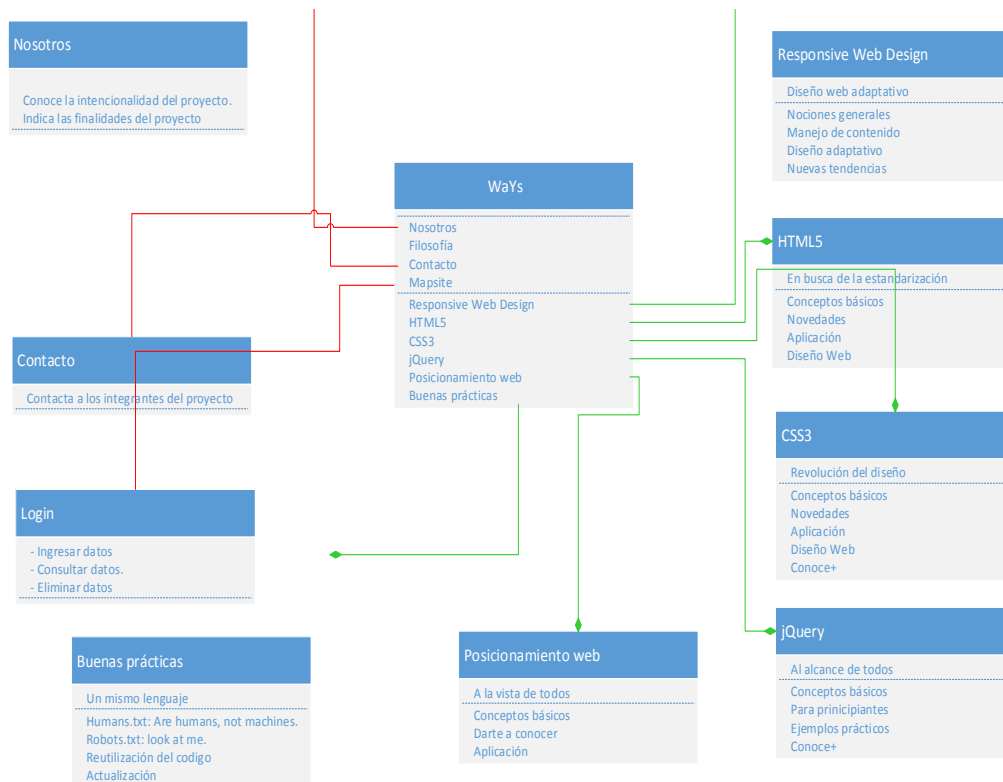 Nosotros
Conoce la intencionalidad del proyecto.
Indica las finalidades del proyecto
Responsive Web Design
Diseño web adaptativo
Nociones generales
Manejo de contenido
Diseño adaptativo
Nuevas tendencias
WaYs
Nosotros
Filosofía
Contacto
Mapsite
Responsive Web Design
HTML5
CSS3
jQuery
Posicionamiento web
Buenas prácticas
HTML5
En busca de la estandarización
Conceptos básicos
Novedades
Aplicación
Diseño Web
Contacto
Contacta a los integrantes del proyecto
CSS3
Revolución del diseño
Conceptos básicos
Novedades
Aplicación
Diseño Web
Conoce+
Login
- Ingresar datos
- Consultar datos.
- Eliminar datos
Buenas prácticas
Un mismo lenguaje
Humans.txt: Are humans, not machines.
Robots.txt: look at me.
Reutilización del codigo
Actualización
Posicionamiento web
A la vista de todos
Conceptos básicos
Darte a conocer
Aplicación
jQuery
Al alcance de todos
Conceptos básicos
Para prinicipiantes
Ejemplos prácticos
Conoce+